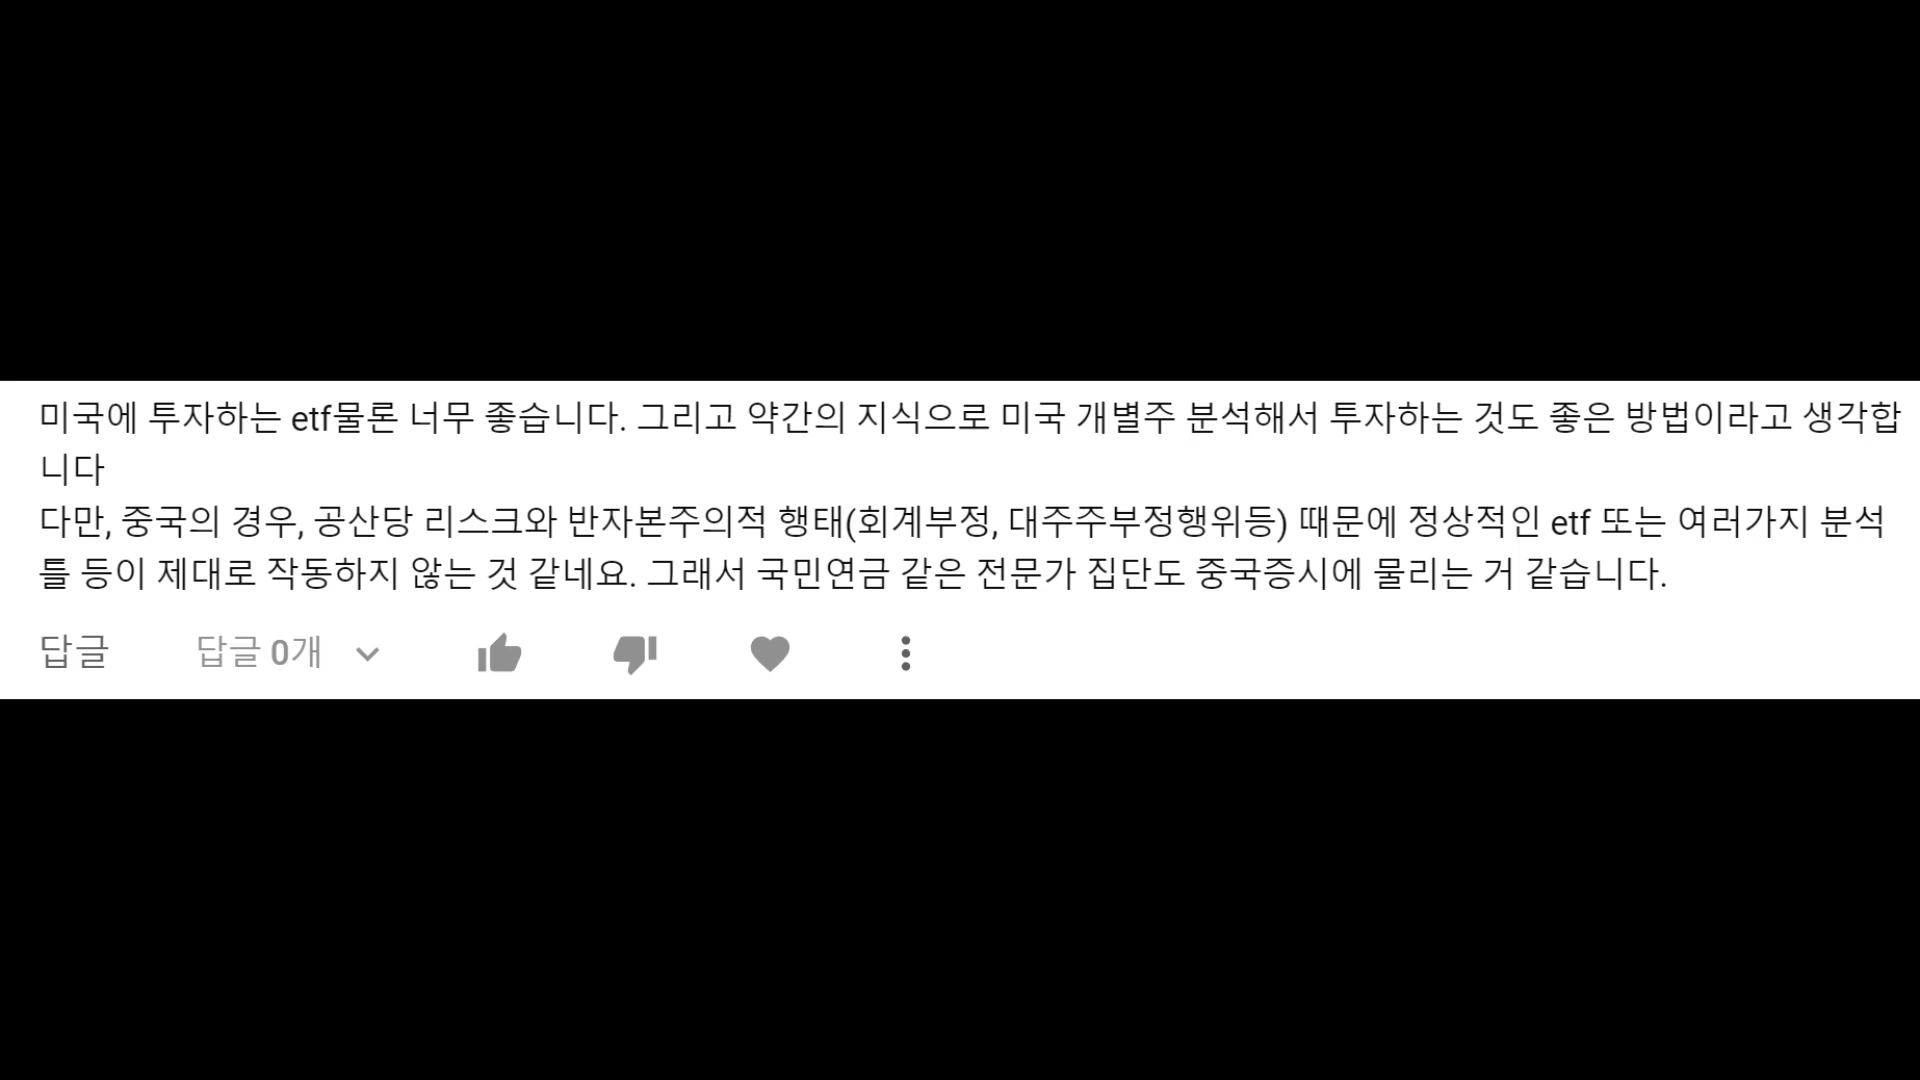 미국에 투자하는 etf물론 너무 좋습니다. 그리고 약간의 지식으로 미국 개별주 분석해서 투자하는 것도 좋은 방법이라고 생각합
니다
다만, 중국의 경우, 공산당 리스크와 반자본주의적 행태(회계부정, 대주주부정행위등) 때문에 정상적인 etf 또는 여러가지 분석
틀 등이 제대로 작동하지 않는 것 같네요. 그래서 국민연금 같은 전문가 집단도 중국증시에 물리는 거 같습니다.
답글 답글 0개